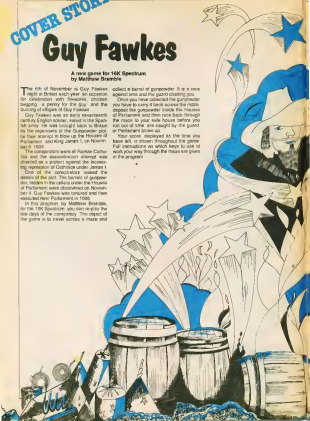 COVER STORY
Guy Fawkes
A new game for 16K Spectrum
by Matthew Bramble
The 5th of November is Guy Fawkes
night in Britain each year, an occasion
for celebration with fireworks, children
begging a penny for the guy and the
burning of effigies of Guy Fawkes.
Guy Fawkes was an early seventeenth
century English soldier, raised in the Span-
ish army. He was brought back to Britain
by the organisers of the Gunpowder plot,
for their attempt to blow up the Houses of
Parliament and King James I, on Novem-
ber 5, 1605.
The conspirators were all Roman Catho-
lics and the assassination attempt was
directed as a protest against the increas-
ing repression of Catholics under James I.
One of the conspirators leaked the
details of the plot. The barrels of gunpow-
der, hidden in the cellars under the Houses
of Parliament were discovered on Novem-
ber 4. Guy Fawkes was tortured and then
executed near Parliament in 1606.
In this program, by Matthew Bramble,
for the 16K Spectrum, you can re-play the
last days of the conspiracy. The object of
the game is to travel across a maze and
collect a barrel of gunpowder. It is a race
against time and the guard chasing you.
Once you have collected the gunpowder
you have to carry it back across the maze,
deposit the gunpowder inside the Houses
of Parliament and then race back through
the maze to your safe house before you
run out of time, are caught by the guard
or Parliament blows up.
Your score, displayed as the time you
have left, is shown throughout the game.
Full instructions as which keys to use to
work your way through the maze are given
in the program.